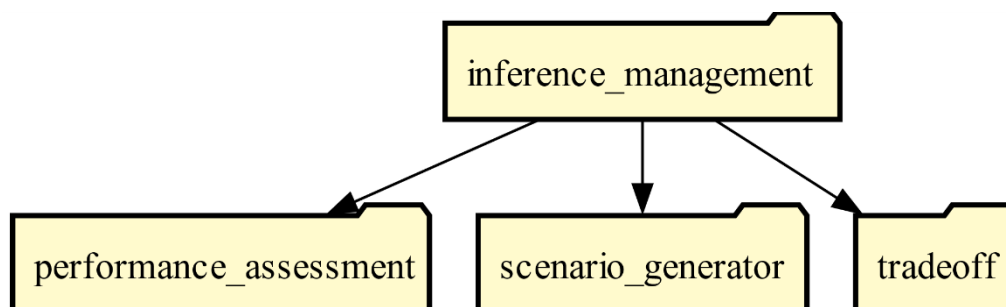 inference_management
performance_assessment
scenario_generator
tradeoff